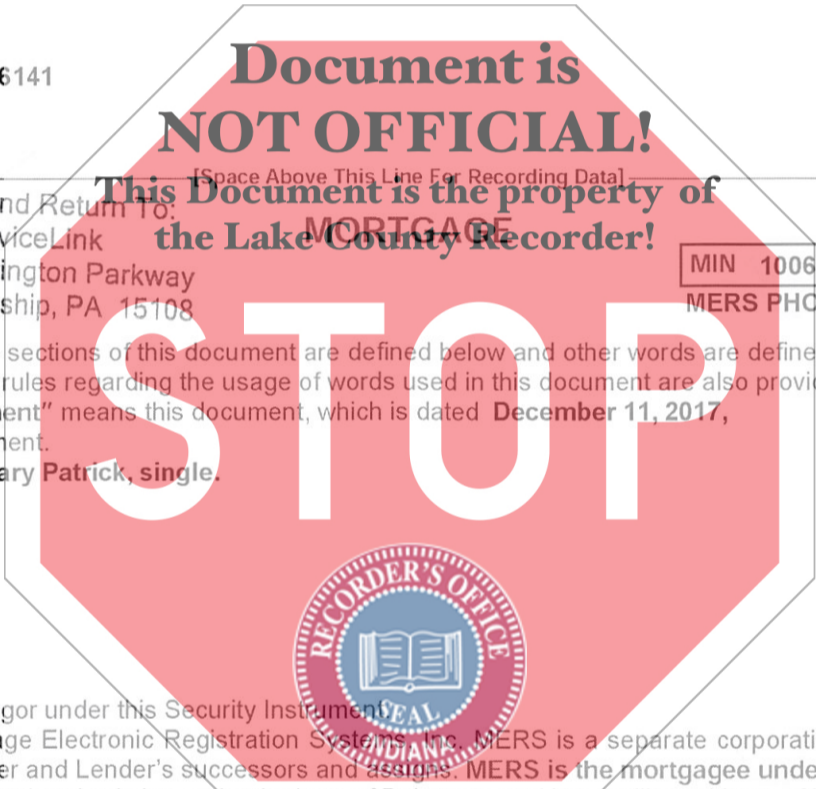 6141
Document is
NOT OFFICIAL!
[Space Above This Line For Recording Data]
This Document is the property of
nd Return To:
the Lake County Recorder!
MORTGAGE
viceLink
ington Parkway
ship, PA 15108
MIN 1006
MERS PHO
STOP
sections of this document are defined below and other words are define
rules regarding the usage of words used in this document are also provi
ent" means this document, which is dated December 11, 2017,
ent.
ary Patrick, single.
RECORDER'S OFFICE
SEAL
INDIANA
gor under this Security Instrument.
ge Electronic Registration Systems, Inc. MERS is a separate corporati
er and Lender's successors and assigns. MERS is the mortgagee unde